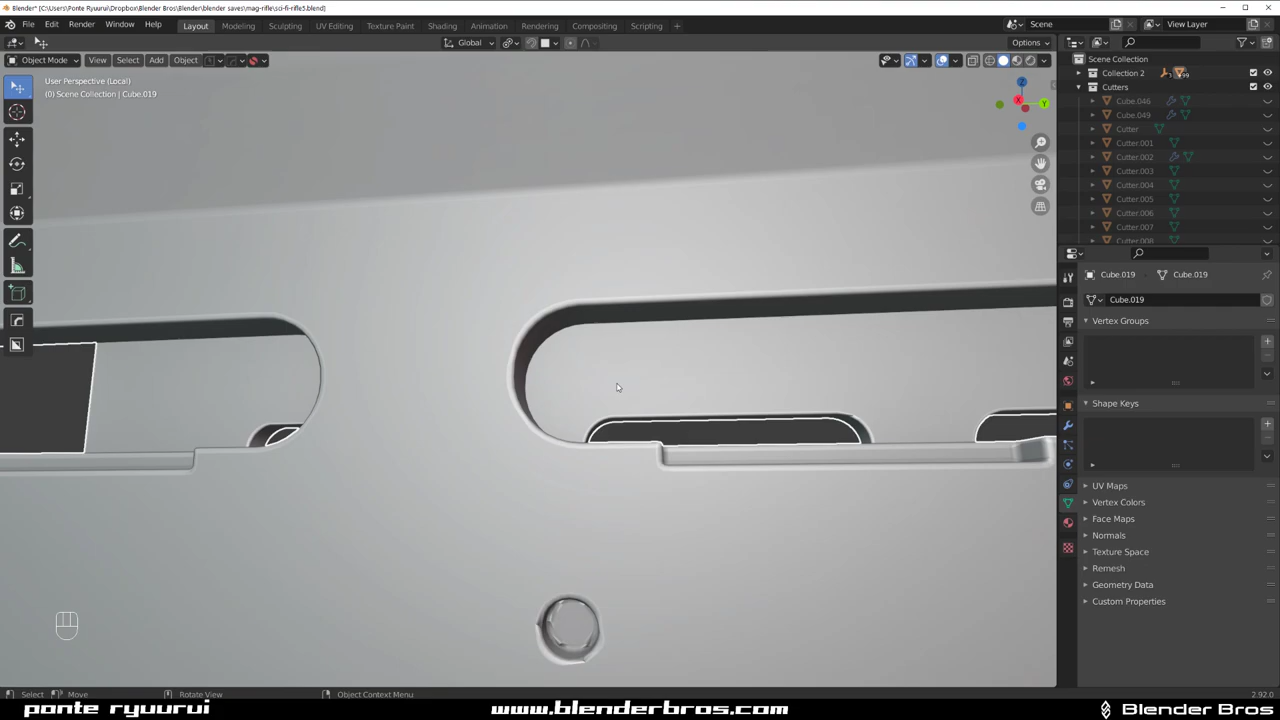 Blender* [C:\Users\Ponte Ryuurui\Dropbox\Blender\blender saves\mag-rifle\sci-fi-rifle5.blend]
File Edit Render Window Help Layout Modeling Sculpting UV Editing Texture Paint Shading Animation Rendering Compositing Scripting Scene View Layer
Global Options
Object Mode View Select Add Object
User Perspective (Local)
(0) Scene Collection | Cube.019
Scene Collection
Collection 2
Cutters
Cube.046
Cube.049
Cutter
Cutter.001
Cutter.002
Cutter.003
Cutter.004
Cutter.005
Cutter.006
Cutter.007
Cutter.008
Cube.019 Cube.019
Cube.019
Vertex Groups
Shape Keys
UV Maps
Vertex Colors
Face Maps
Normals
Texture Space
Remesh
Geometry Data
Custom Properties
X Y Z
Select Move Rotate View Object Context Menu 2.92.0
ponte ryuurui www.blenderbros.com Blender Bros